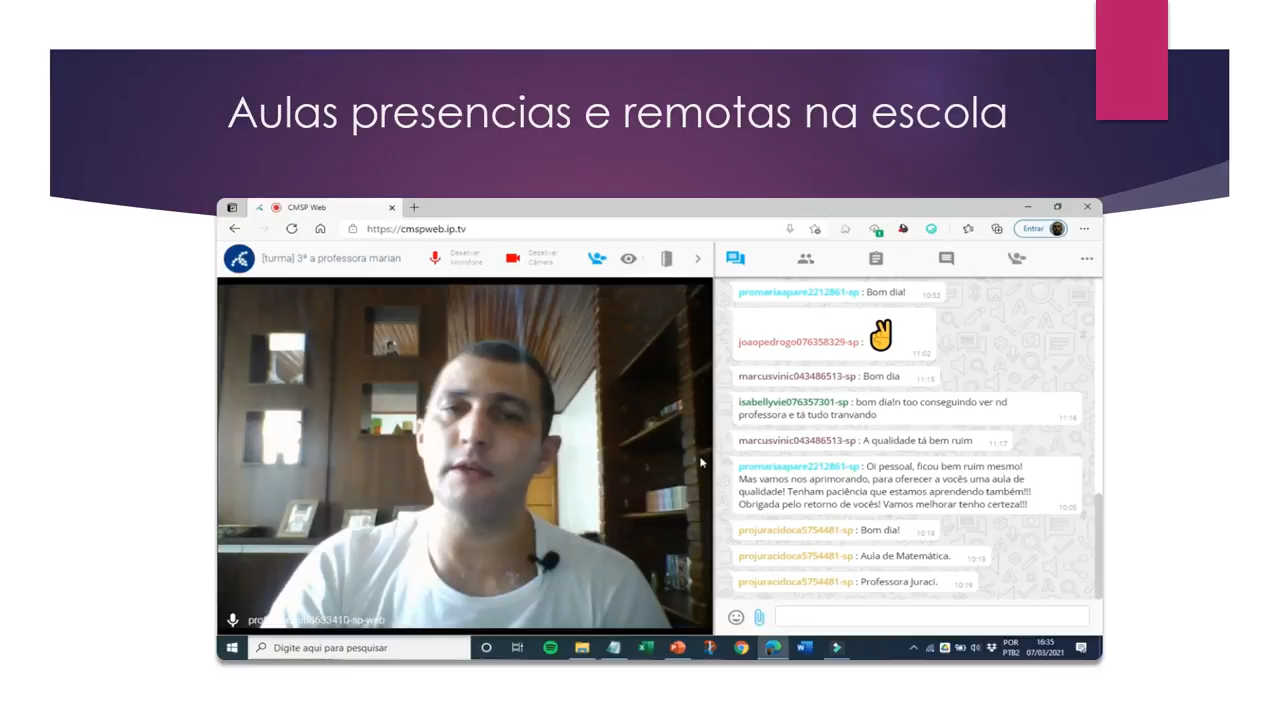 Aulas presencias e remotas na escola
CMSP Web
https://cmspweb.ip.tv
Entrar
[turma] 3ª a professora marian
Desativar
Microfone
Desativar
Câmera
promariaapare2212861-sp : Bom dia!
10:53
joaopedrogo076358329-sp :
11:02
marcusvinic043486513-sp : Bom dia
11:15
isabellyvie076357301-sp : bom dia!n too conseguindo ver nd
professora e tá tudo tranvando
11:16
marcusvinic043486513-sp : A qualidade tá bem ruim
11:17
promariaapare2212861-sp : Oi pessoal, ficou bem ruim mesmo!
Mas vamos nos aprimorando, para oferecer a vocês uma aula de
qualidade! Tenham paciência que estamos aprendendo também!!!
Obrigada pelo retorno de vocês! Vamos melhorar tenho certeza!!!
10:05
projuracidoca5754481-sp : Bom dia!
10:19
projuracidoca5754481-sp : Aula de Matemática.
10:19
projuracidoca5754481-sp : Professora Juraci.
10:19
Digite aqui para pesquisar
POR
PTB2
16:35
07/03/2021